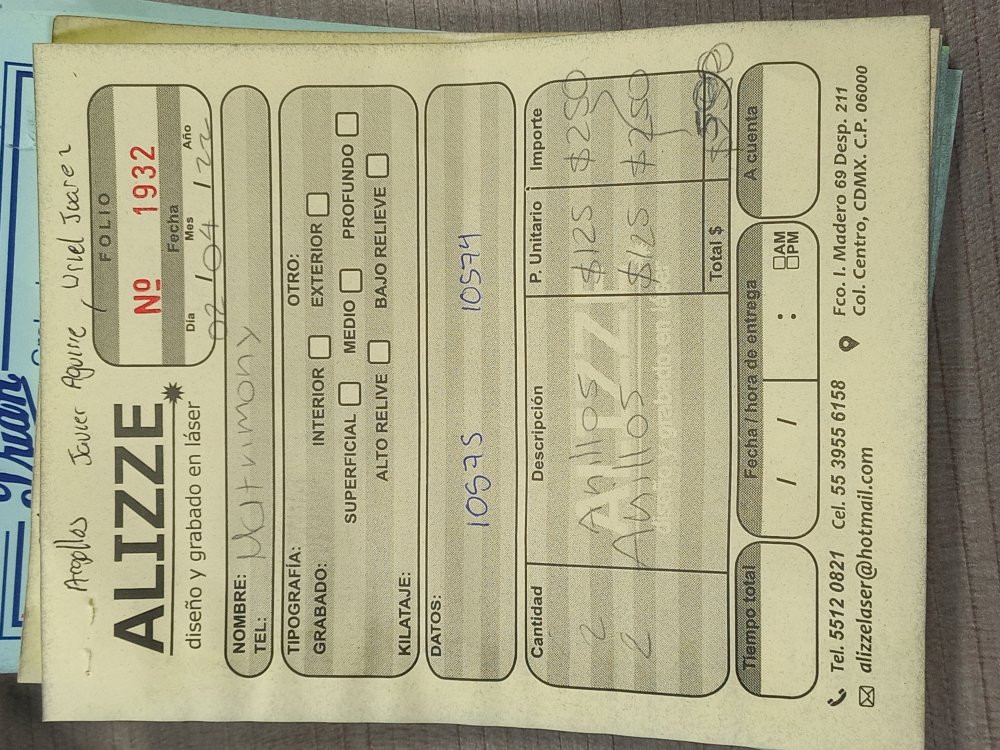 Argollas Javier Aguirre, Uriel Joarez
ALIZZE
diseño y grabado en láser
FOLIO
Nº 1932
Fecha
Día Mes Año
02 / 04 / 22
NOMBRE: Matrimony
TEL:
TIPOGRAFÍA:
GRABADO: INTERIOR EXTERIOR OTRO:
SUPERFICIAL MEDIO PROFUNDO
ALTO RELIVE BAJO RELIEVE
KILATAJE:
DATOS:
10575 10574
Cantidad Descripción P. Unitario Importe
2 Anillos $125 $250
2 Anillos $125 $250
Total $
Tiempo total Fecha / hora de entrega A cuenta
/ / : AM
PM
Tel. 5512 0821 Cel. 55 3955 6158
alizzelaser@hotmail.com
Fco. I. Madero 69 Desp. 211
Col. Centro, CDMX. C.P. 06000